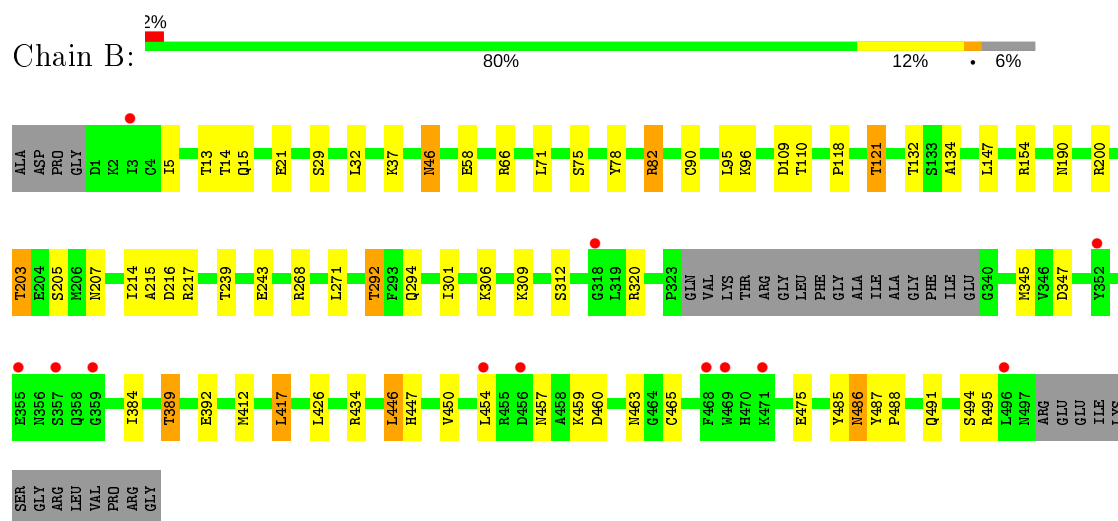 2%
Chain B:
80% 12% • 6%
ALA ASP PRO GLY D1 K2 I3 C4 I5 T13 T14 Q15 E21 S29 L32 K37 N46 E58 R66 L71 S75 Y78 R82 C90 L95 K96 D109 T110 P118 T121 T132 S133 A134 L147 R154 N190 R200
T203 E204 S205 M206 N207 I214 A215 D216 R217 T239 E243 R268 L271 T292 F293 Q294 I301 K306 K309 S312 G318 L319 R320 P323 GLN VAL LYS THR ARG GLY LEU PHE GLY ALA ILE ALA GLY PHE ILE GLU G340 M345 V346 D347 Y352
E355 N356 S357 Q358 G359 I384 T389 E392 M412 L417 L426 R434 L446 H447 V450 L454 R455 D456 N457 A458 K459 D460 N463 G464 C465 F468 W469 H470 K471 E475 Y485 N486 Y487 P488 Q491 S494 R495 L496 N497 ARG GLU GLU ILE LYS
SER GLY ARG LEU VAL PRO ARG GLY